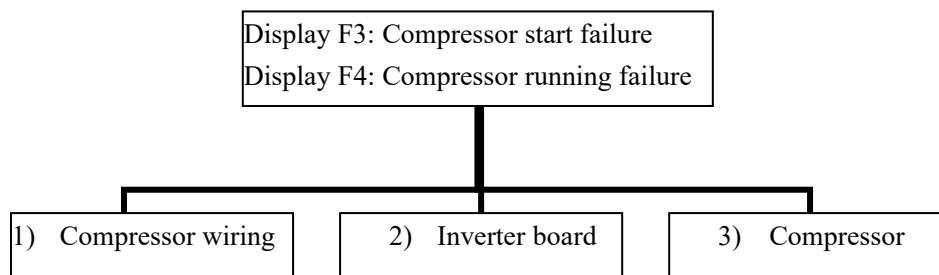 Display F3: Compressor start failure
Display F4: Compressor running failure
1) Compressor wiring
2) Inverter board
3) Compressor